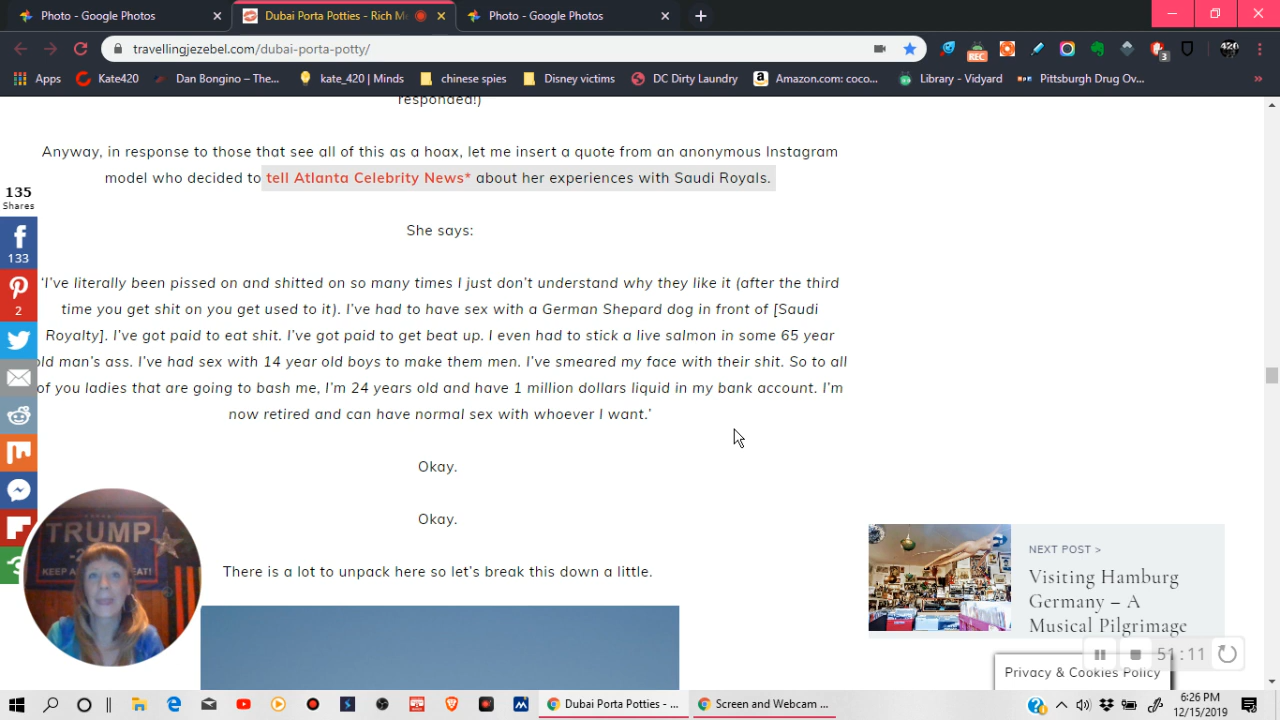 Photo - Google Photos
Dubai Porta Potties - Rich M
Photo - Google Photos
travellingjezebel.com/dubai-porta-potty/
REC
3
420
Apps
Kate420
Dan Bongino – The...
kate_420 | Minds
chinese spies
Disney victims
DC Dirty Laundry
Amazon.com: coco...
Library - Vidyard
Pittsburgh Drug Ov...
»
responded!)
Anyway, in response to those that see all of this as a hoax, let me insert a quote from an anonymous Instagram
model who decided to tell Atlanta Celebrity News* about her experiences with Saudi Royals.
135
Shares
133
2
She says:
‘I’ve literally been pissed on and shitted on so many times I just don’t understand why they like it (after the third
time you get shit on you get used to it). I’ve had to have sex with a German Shepard dog in front of [Saudi
Royalty]. I’ve got paid to eat shit. I’ve got paid to get beat up. I even had to stick a live salmon in some 65 year
old man’s ass. I’ve had sex with 14 year old boys to make them men. I’ve smeared my face with their shit. So to all
of you ladies that are going to bash me, I’m 24 years old and have 1 million dollars liquid in my bank account. I’m
now retired and can have normal sex with whoever I want.’
Okay.
Okay.
There is a lot to unpack here so let’s break this down a little.
TRUMP
KEEP
NEXT POST >
Visiting Hamburg
Germany – A
Musical Pilgrimage
51:11
Privacy & Cookies Policy
Dubai Porta Potties - ...
Screen and Webcam ...
6:26 PM
12/15/2019